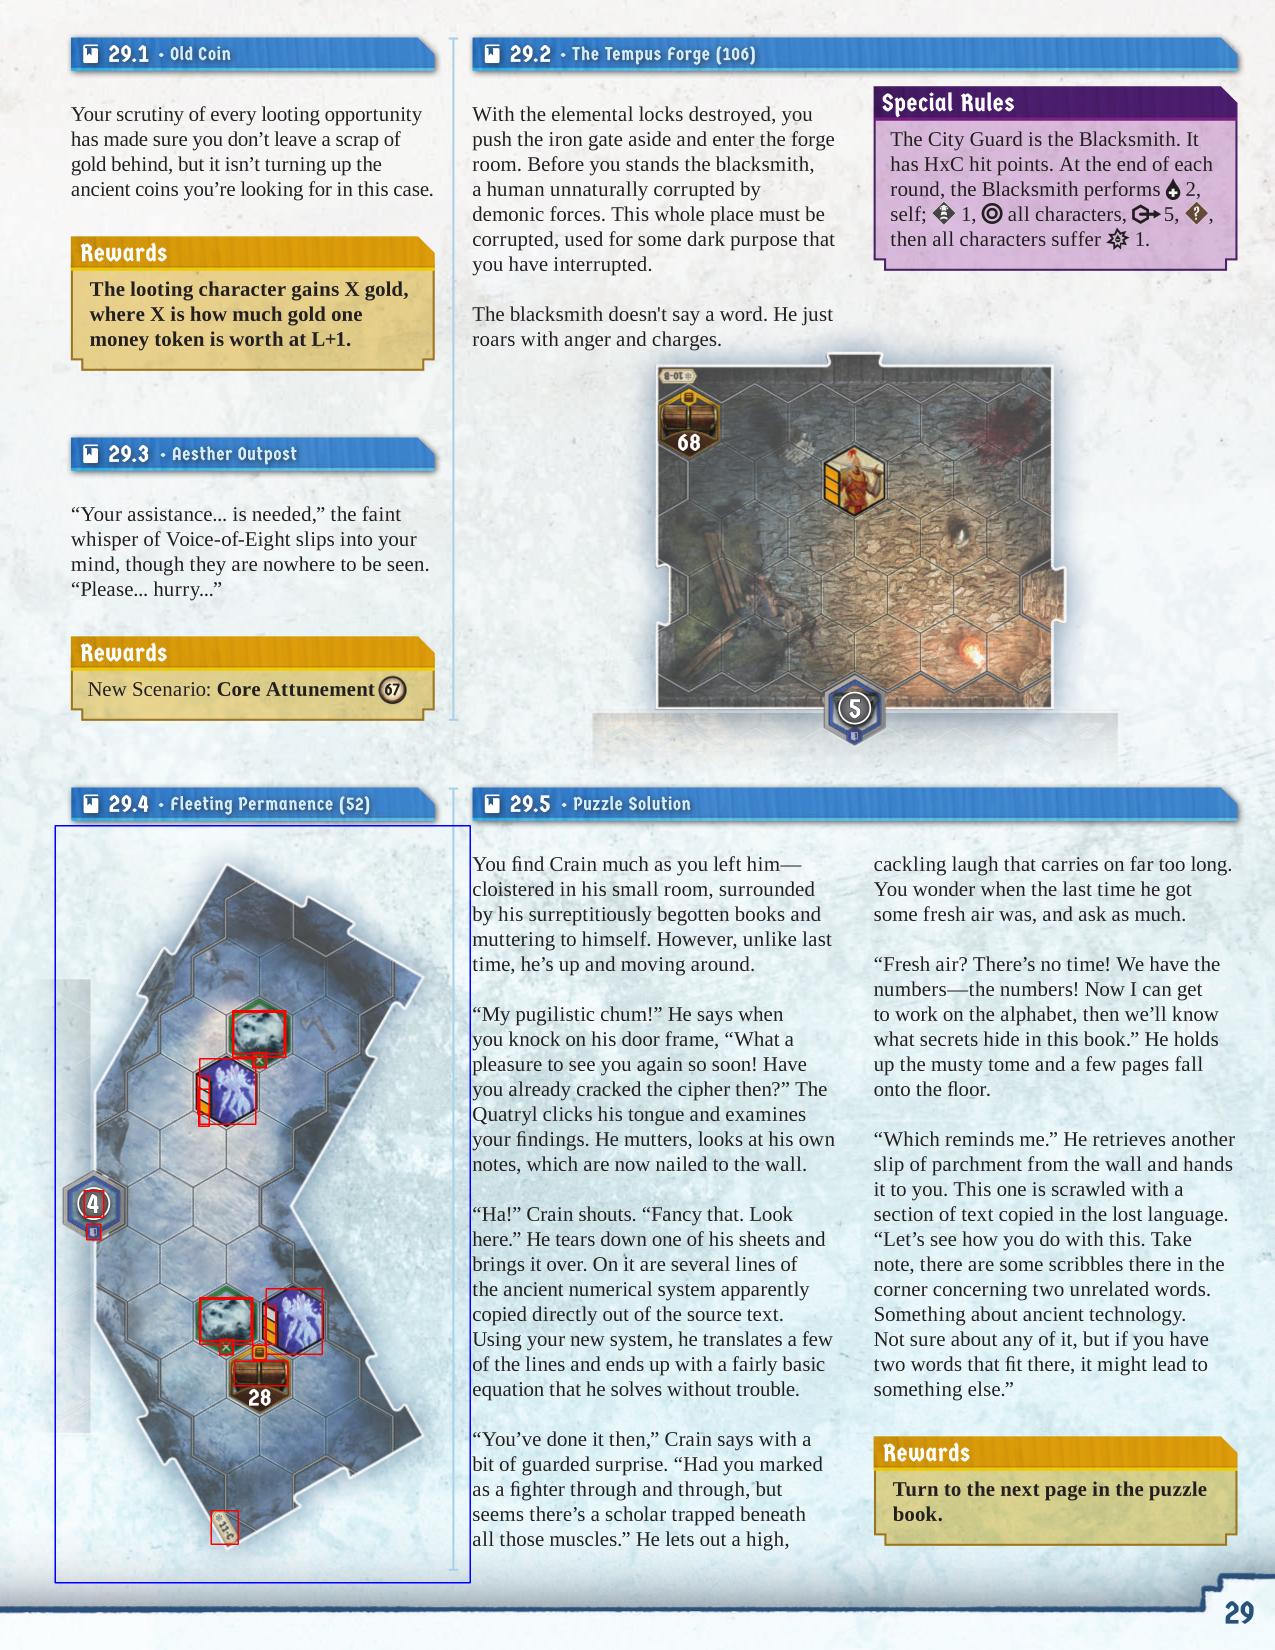 29.1 • Old Coin
Your scrutiny of every looting opportunity
has made sure you don’t leave a scrap of
gold behind, but it isn’t turning up the
ancient coins you’re looking for in this case.
Rewards
The looting character gains X gold,
where X is how much gold one
money token is worth at L+1.
29.3 • Aesther Outpost
“Your assistance... is needed,” the faint
whisper of Voice-of-Eight slips into your
mind, though they are nowhere to be seen.
“Please... hurry...”
Rewards
New Scenario: Core Attunement 67
29.2 • The Tempus Forge (106)
With the elemental locks destroyed, you
push the iron gate aside and enter the forge
room. Before you stands the blacksmith,
a human unnaturally corrupted by
demonic forces. This whole place must be
corrupted, used for some dark purpose that
you have interrupted.
The blacksmith doesn't say a word. He just
roars with anger and charges.
Special Rules
The City Guard is the Blacksmith. It
has HxC hit points. At the end of each
round, the Blacksmith performs 2,
self; 1, all characters, 5, ?,
then all characters suffer 1.
10-B
68
5
29.4 • Fleeting Permanence (52)
4
28
11-C
29.5 • Puzzle Solution
You find Crain much as you left him—
cloistered in his small room, surrounded
by his surreptitiously begotten books and
muttering to himself. However, unlike last
time, he’s up and moving around.
“My pugilistic chum!” He says when
you knock on his door frame, “What a
pleasure to see you again so soon! Have
you already cracked the cipher then?” The
Quatryl clicks his tongue and examines
your findings. He mutters, looks at his own
notes, which are now nailed to the wall.
“Ha!” Crain shouts. “Fancy that. Look
here.” He tears down one of his sheets and
brings it over. On it are several lines of
the ancient numerical system apparently
copied directly out of the source text.
Using your new system, he translates a few
of the lines and ends up with a fairly basic
equation that he solves without trouble.
“You’ve done it then,” Crain says with a
bit of guarded surprise. “Had you marked
as a fighter through and through, but
seems there’s a scholar trapped beneath
all those muscles.” He lets out a high,
cackling laugh that carries on far too long.
You wonder when the last time he got
some fresh air was, and ask as much.
“Fresh air? There’s no time! We have the
numbers—the numbers! Now I can get
to work on the alphabet, then we’ll know
what secrets hide in this book.” He holds
up the musty tome and a few pages fall
onto the floor.
“Which reminds me.” He retrieves another
slip of parchment from the wall and hands
it to you. This one is scrawled with a
section of text copied in the lost language.
“Let’s see how you do with this. Take
note, there are some scribbles there in the
corner concerning two unrelated words.
Something about ancient technology.
Not sure about any of it, but if you have
two words that fit there, it might lead to
something else.”
Rewards
Turn to the next page in the puzzle
book.
29